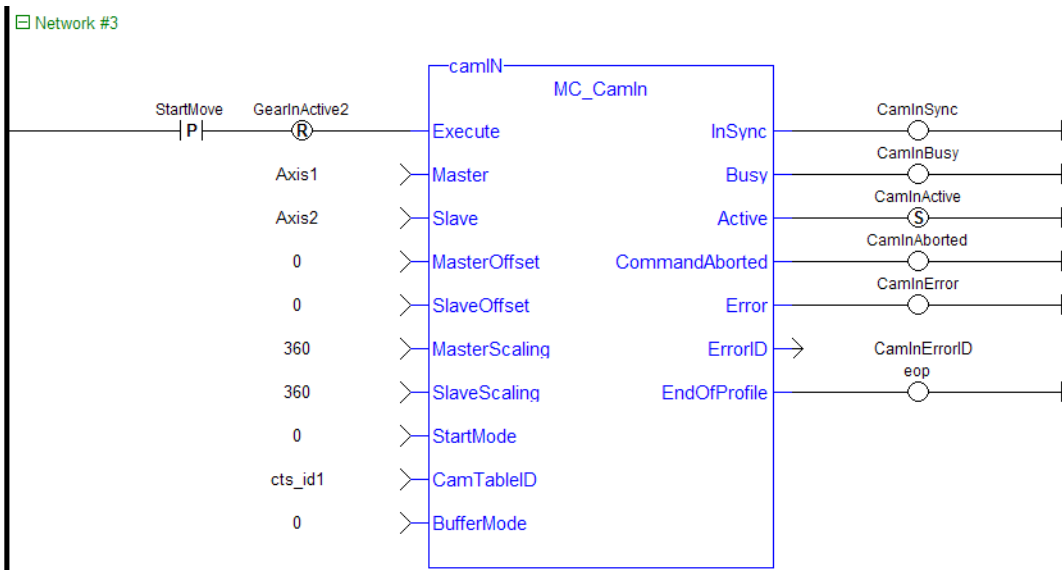 Network #3
camIN
MC_CamIn
StartMove GearInActive2 CamInSync
P R Execute InSync
CamInBusy
Axis1 Master Busy
CamInActive
Axis2 Slave Active S
CamInAborted
0 MasterOffset CommandAborted
CamInError
0 SlaveOffset Error
360 MasterScaling ErrorID CamInErrorID
eop
360 SlaveScaling EndOfProfile
0 StartMode
cts_id1 CamTableID
0 BufferMode